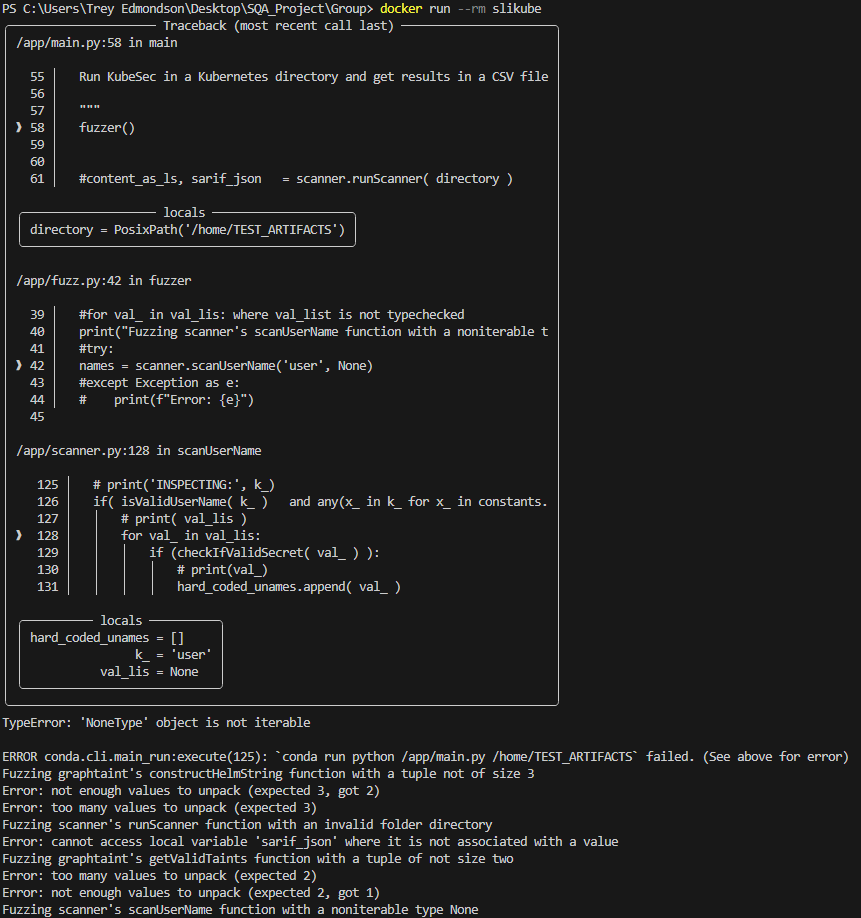 PS C:\Users\Trey Edmondson\Desktop\SQA_Project\Group> docker run --rm slikube
Traceback (most recent call last)
/app/main.py:58 in main
55 Run KubeSec in a Kubernetes directory and get results in a CSV file
56
57 """
❱ 58 fuzzer()
59
60
61 #content_as_ls, sarif_json   = scanner.runScanner( directory )
locals
directory = PosixPath('/home/TEST_ARTIFACTS')
/app/fuzz.py:42 in fuzzer
39 #for val_ in val_lis: where val_list is not typechecked
40 print("Fuzzing scanner's scanUserName function with a noniterable t
41 #try:
❱ 42 names = scanner.scanUserName('user', None)
43 #except Exception as e:
44 #    print(f"Error: {e}")
45
/app/scanner.py:128 in scanUserName
125 # print('INSPECTING:', k_)
126 if( isValidUserName( k_ )   and any(x_ in k_ for x_ in constants.
127 # print( val_lis )
❱ 128 for val_ in val_lis:
129 if (checkIfValidSecret( val_ ) ):
130 # print(val_)
131 hard_coded_unames.append( val_ )
locals
hard_coded_unames = []
k_ = 'user'
val_lis = None
TypeError: 'NoneType' object is not iterable
ERROR conda.cli.main_run:execute(125): `conda run python /app/main.py /home/TEST_ARTIFACTS` failed. (See above for error)
Fuzzing graphtaint's constructHelmString function with a tuple not of size 3
Error: not enough values to unpack (expected 3, got 2)
Error: too many values to unpack (expected 3)
Fuzzing scanner's runScanner function with an invalid folder directory
Error: cannot access local variable 'sarif_json' where it is not associated with a value
Fuzzing graphtaint's getValidTaints function with a tuple of not size two
Error: too many values to unpack (expected 2)
Error: not enough values to unpack (expected 2, got 1)
Fuzzing scanner's scanUserName function with a noniterable type None